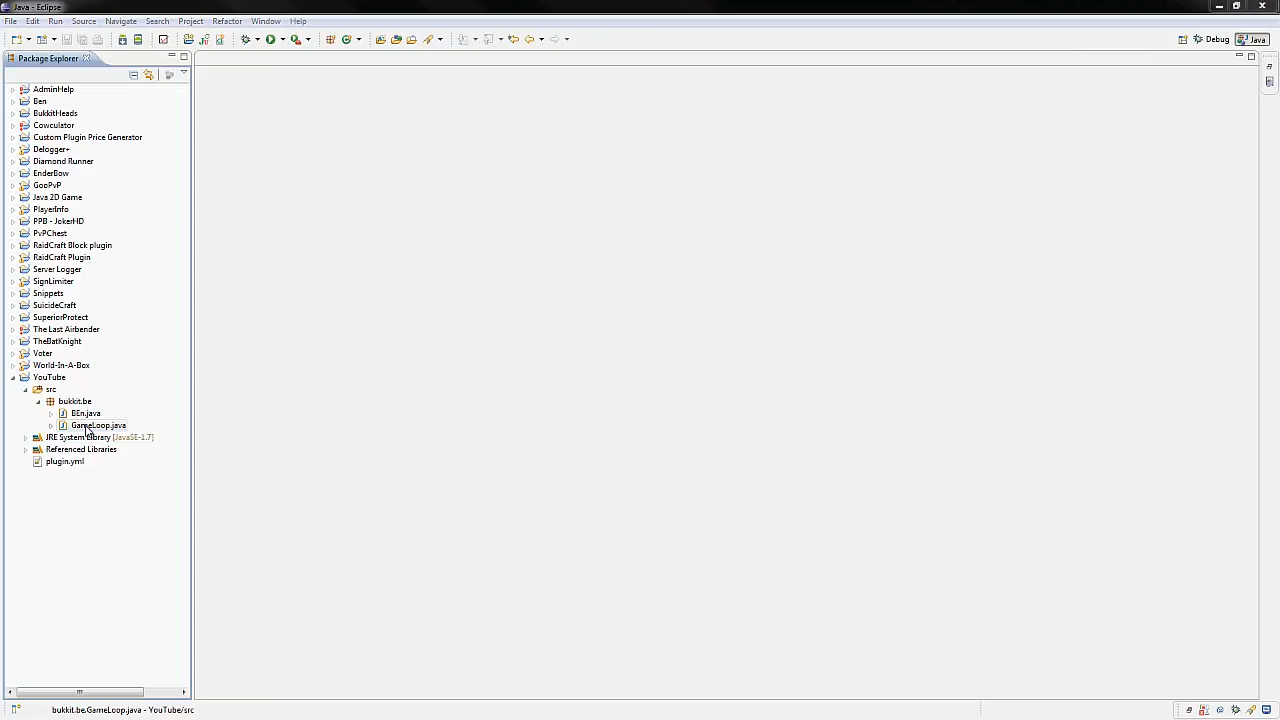 Java - Eclipse
File Edit Run Source Navigate Search Project Refactor Window Help
Debug Java
Package Explorer
AdminHelp
Ben
BukkitHeads
Cowculator
Custom Plugin Price Generator
Delogger+
Diamond Runner
EnderBow
GooPvP
Java 2D Game
PlayerInfo
PPB - JokerHD
PvPChest
RaidCraft Block plugin
RaidCraft Plugin
Server Logger
SignLimiter
Snippets
SuicideCraft
SuperiorProtect
The Last Airbender
TheBatKnight
Voter
World-In-A-Box
YouTube
src
bukkit.be
BEn.java
GameLoop.java
JRE System Library [JavaSE-1.7]
Referenced Libraries
plugin.yml
bukkit.be.GameLoop.java - YouTube/src